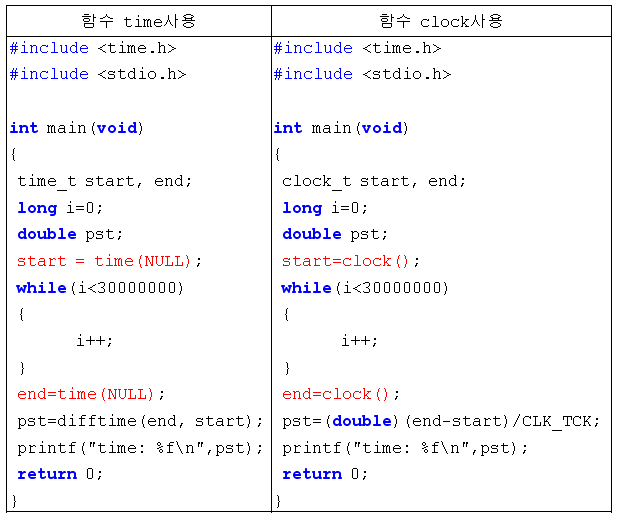 함수 time사용
#include <time.h>
#include <stdio.h>
int main(void)
{
time_t start, end;
long i=0;
double pst;
start = time(NULL);
while(i<30000000)
{
i++;
}
end=time(NULL);
pst=difftime(end, start);
printf("time: %f\n",pst);
return 0;
}
함수 clock사용
#include <time.h>
#include <stdio.h>
int main(void)
{
clock_t start, end;
long i=0;
double pst;
start=clock();
while(i<30000000)
{
i++;
}
end=clock();
pst=(double)(end-start)/CLK_TCK;
printf("time: %f\n",pst);
return 0;
}